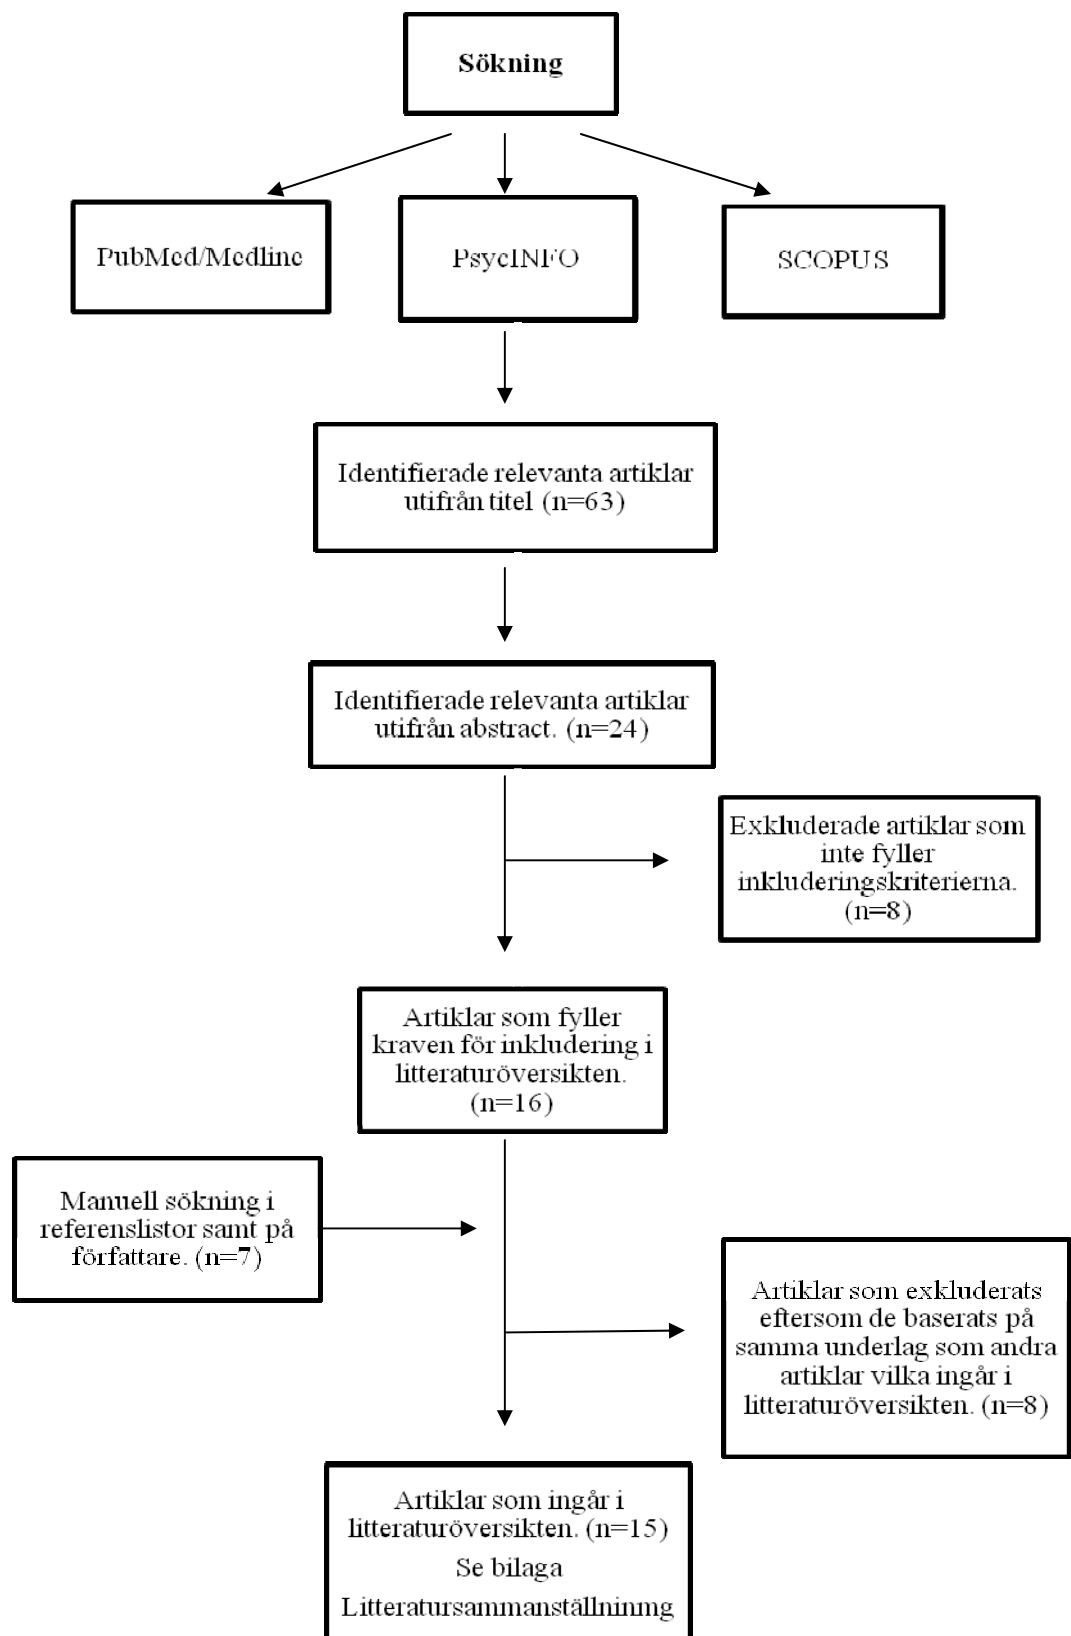 Sökning
PubMed/Medline
PsycINFO
SCOPUS
Identifierade relevanta artiklar
utifrån titel (n=63)
Identifierade relevanta artiklar
utifrån abstract. (n=24)
Exkluderade artiklar som
inte fyller
inkluderingskriterierna.
(n=8)
Artiklar som fyller
kraven för inkludering i
litteraturöversikten.
(n=16)
Manuell sökning i
referenslistor samt på
författare. (n=7)
Artiklar som exkluderats
eftersom de baserats på
samma underlag som andra
artiklar vilka ingår i
litteraturöversikten. (n=8)
Artiklar som ingår i
litteraturöversikten. (n=15)
Se bilaga
Litteratursammanställninmg